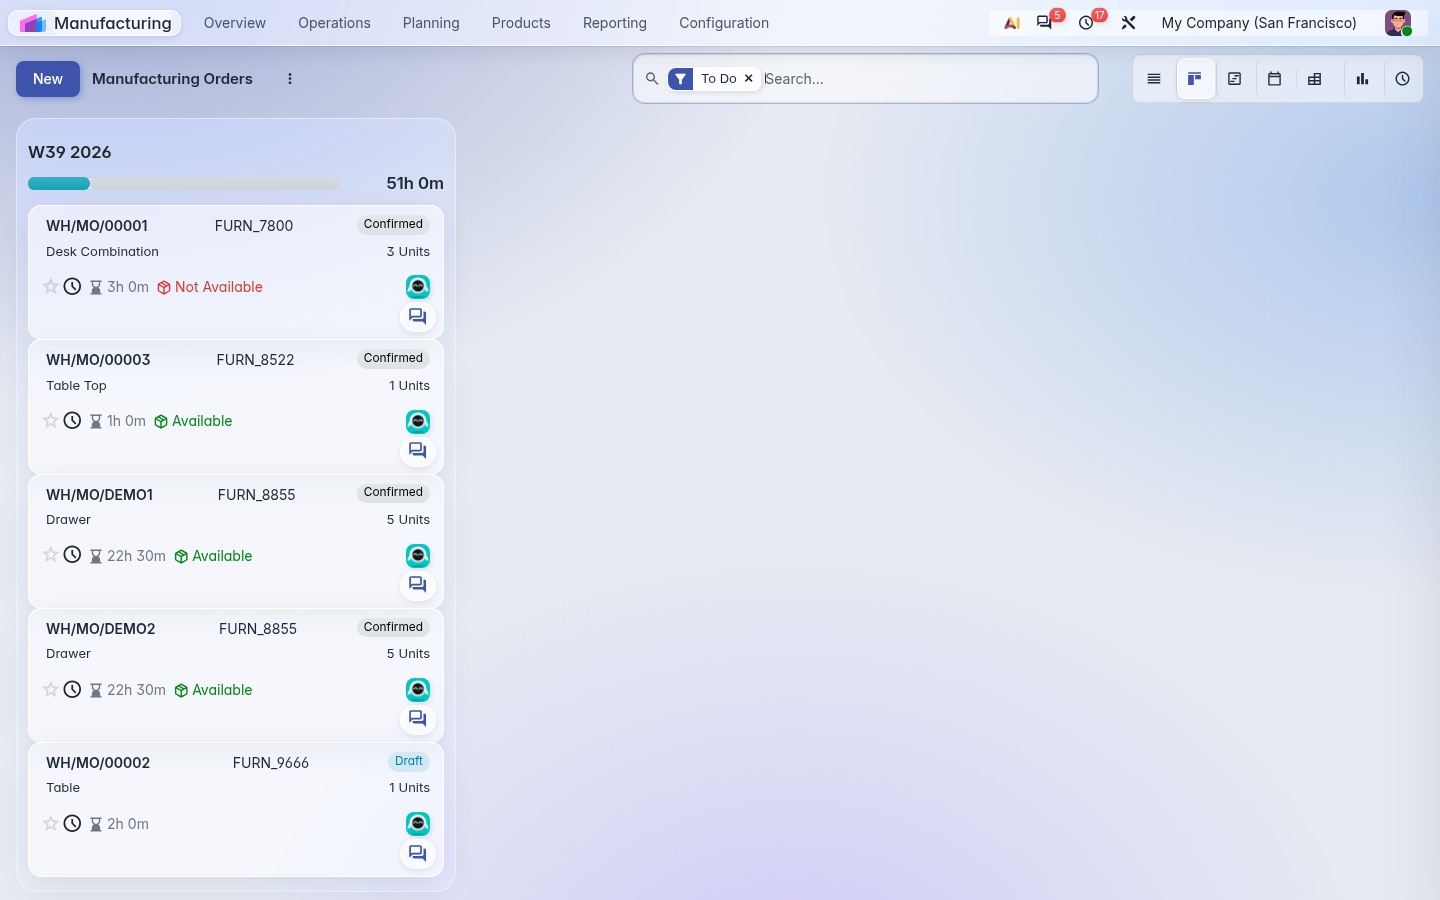 Manufacturing
Overview
Operations
Planning
Products
Reporting
Configuration
AI
5
17
My Company (San Francisco)
New
Manufacturing Orders
To Do
Search...
W39 2026
51h 0m
WH/MO/00001
FURN_7800
Confirmed
Desk Combination
3 Units
3h 0m
Not Available
WH/MO/00003
FURN_8522
Confirmed
Table Top
1 Units
1h 0m
Available
WH/MO/DEMO1
FURN_8855
Confirmed
Drawer
5 Units
22h 30m
Available
WH/MO/DEMO2
FURN_8855
Confirmed
Drawer
5 Units
22h 30m
Available
WH/MO/00002
FURN_9666
Draft
Table
1 Units
2h 0m